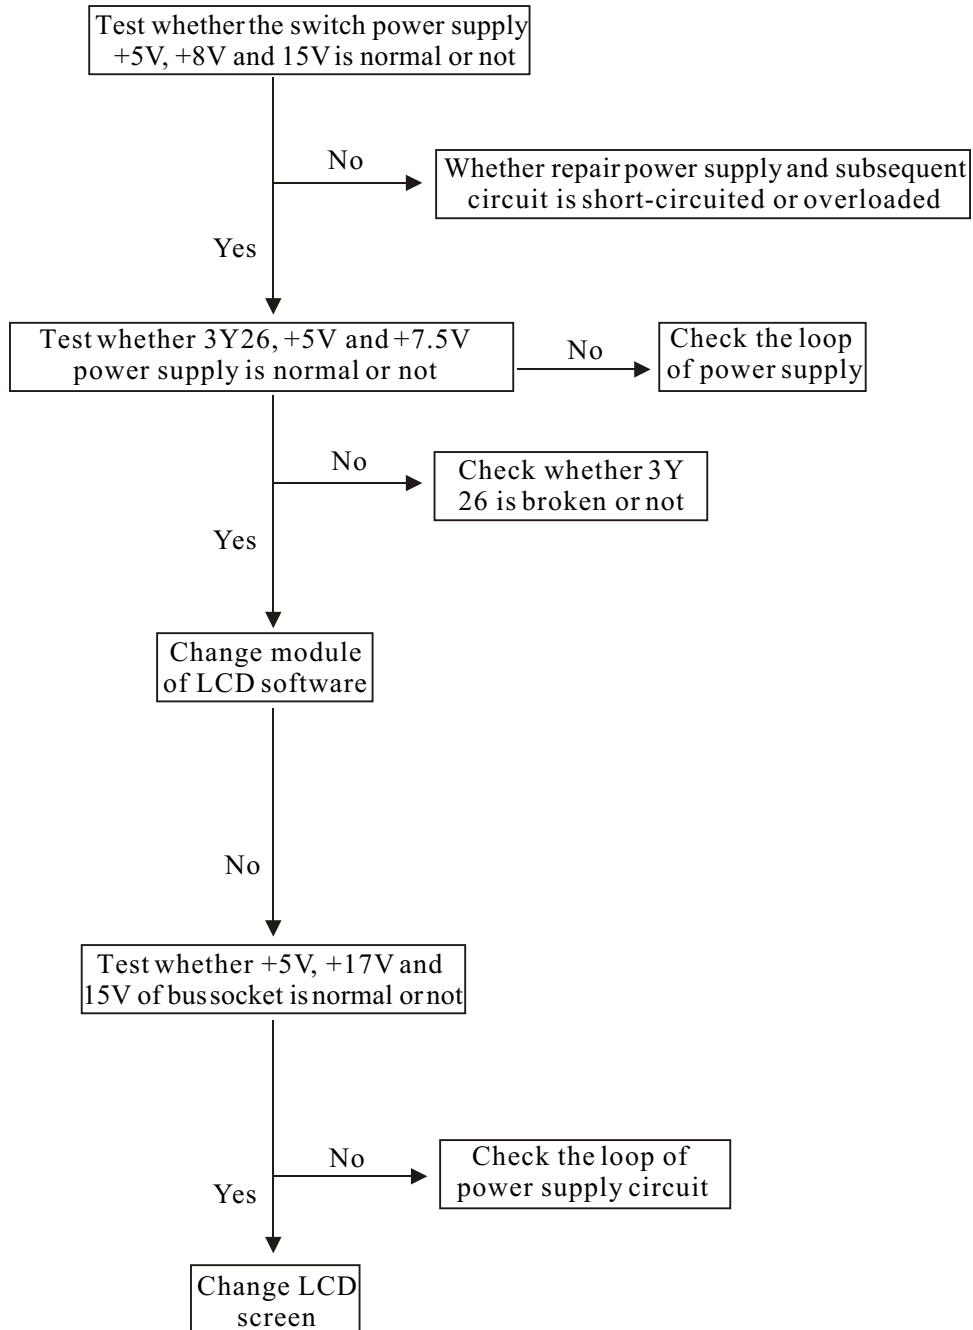 Test whether the switch power supply
+5V, +8V and 15V is normal or not
No
Whether repair power supply and subsequent
circuit is short-circuited or overloaded
Yes
Test whether 3Y26, +5V and +7.5V
power supply is normal or not
No
Check the loop
of power supply
No
Check whether 3Y
26 is broken or not
Yes
Change module
of LCD software
No
Test whether +5V, +17V and
15V of bus socket is normal or not
No
Check the loop of
power supply circuit
Yes
Change LCD
screen